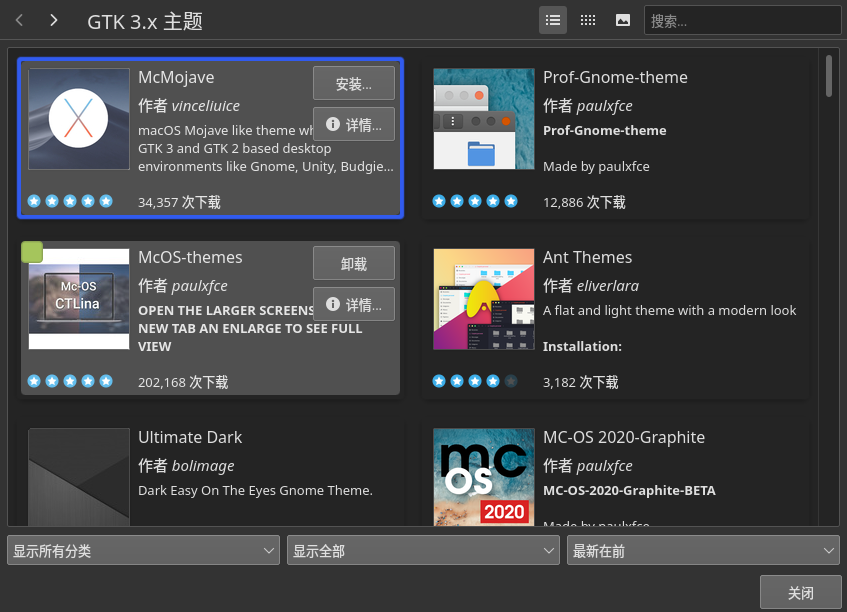 GTK 3.x 主题
搜索...
McMojave
安装...
作者 vinceliuice
详情...
macOS Mojave like theme wh
GTK 3 and GTK 2 based desktop
environments like Gnome, Unity, Budgie...
34,357 次下载
Prof-Gnome-theme
作者 paulxfce
Prof-Gnome-theme
Made by paulxfce
12,886 次下载
Mc-OS
CTLina
McOS-themes
卸载
作者 paulxfce
详情...
OPEN THE LARGER SCREENS
NEW TAB AN ENLARGE TO SEE FULL
VIEW
202,168 次下载
Ant Themes
作者 eliverlara
A flat and light theme with a modern look
Installation:
3,182 次下载
Ultimate Dark
作者 bolimage
Dark Easy On The Eyes Gnome Theme.
mc
OS
2020
MC-OS 2020-Graphite
作者 paulxfce
MC-OS-2020-Graphite-BETA
Made by paulxfce
显示所有分类
显示全部
最新在前
关闭